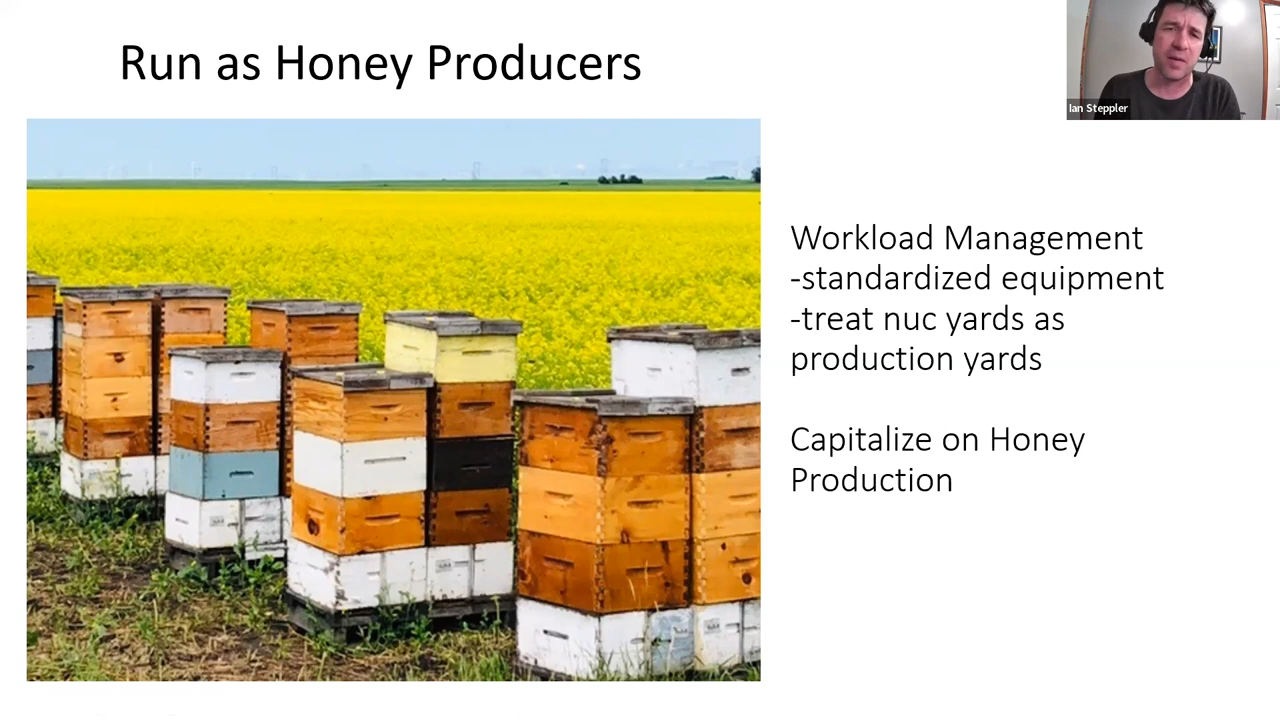 Run as Honey Producers
Ian Steppler
Workload Management
-standardized equipment
-treat nuc yards as
production yards
Capitalize on Honey
Production